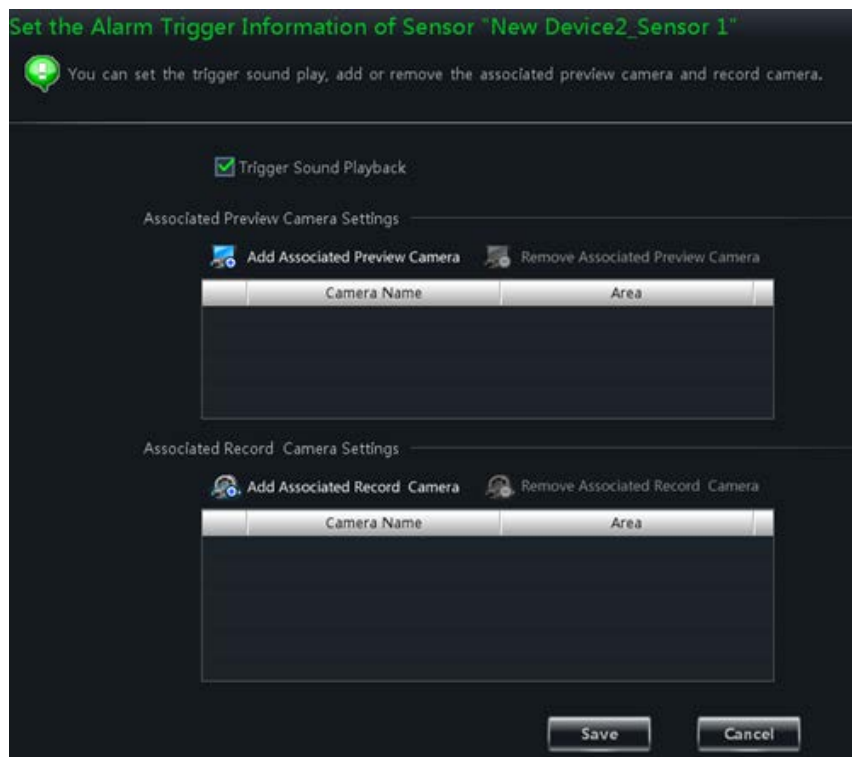 Set the Alarm Trigger Information of Sensor "New Device2_Sensor 1"
You can set the trigger sound play, add or remove the associated preview camera and record camera.
Trigger Sound Playback
Associated Preview Camera Settings
Add Associated Preview Camera Remove Associated Preview Camera
Camera Name Area
Associated Record Camera Settings
Add Associated Record Camera Remove Associated Record Camera
Camera Name Area
Save Cancel